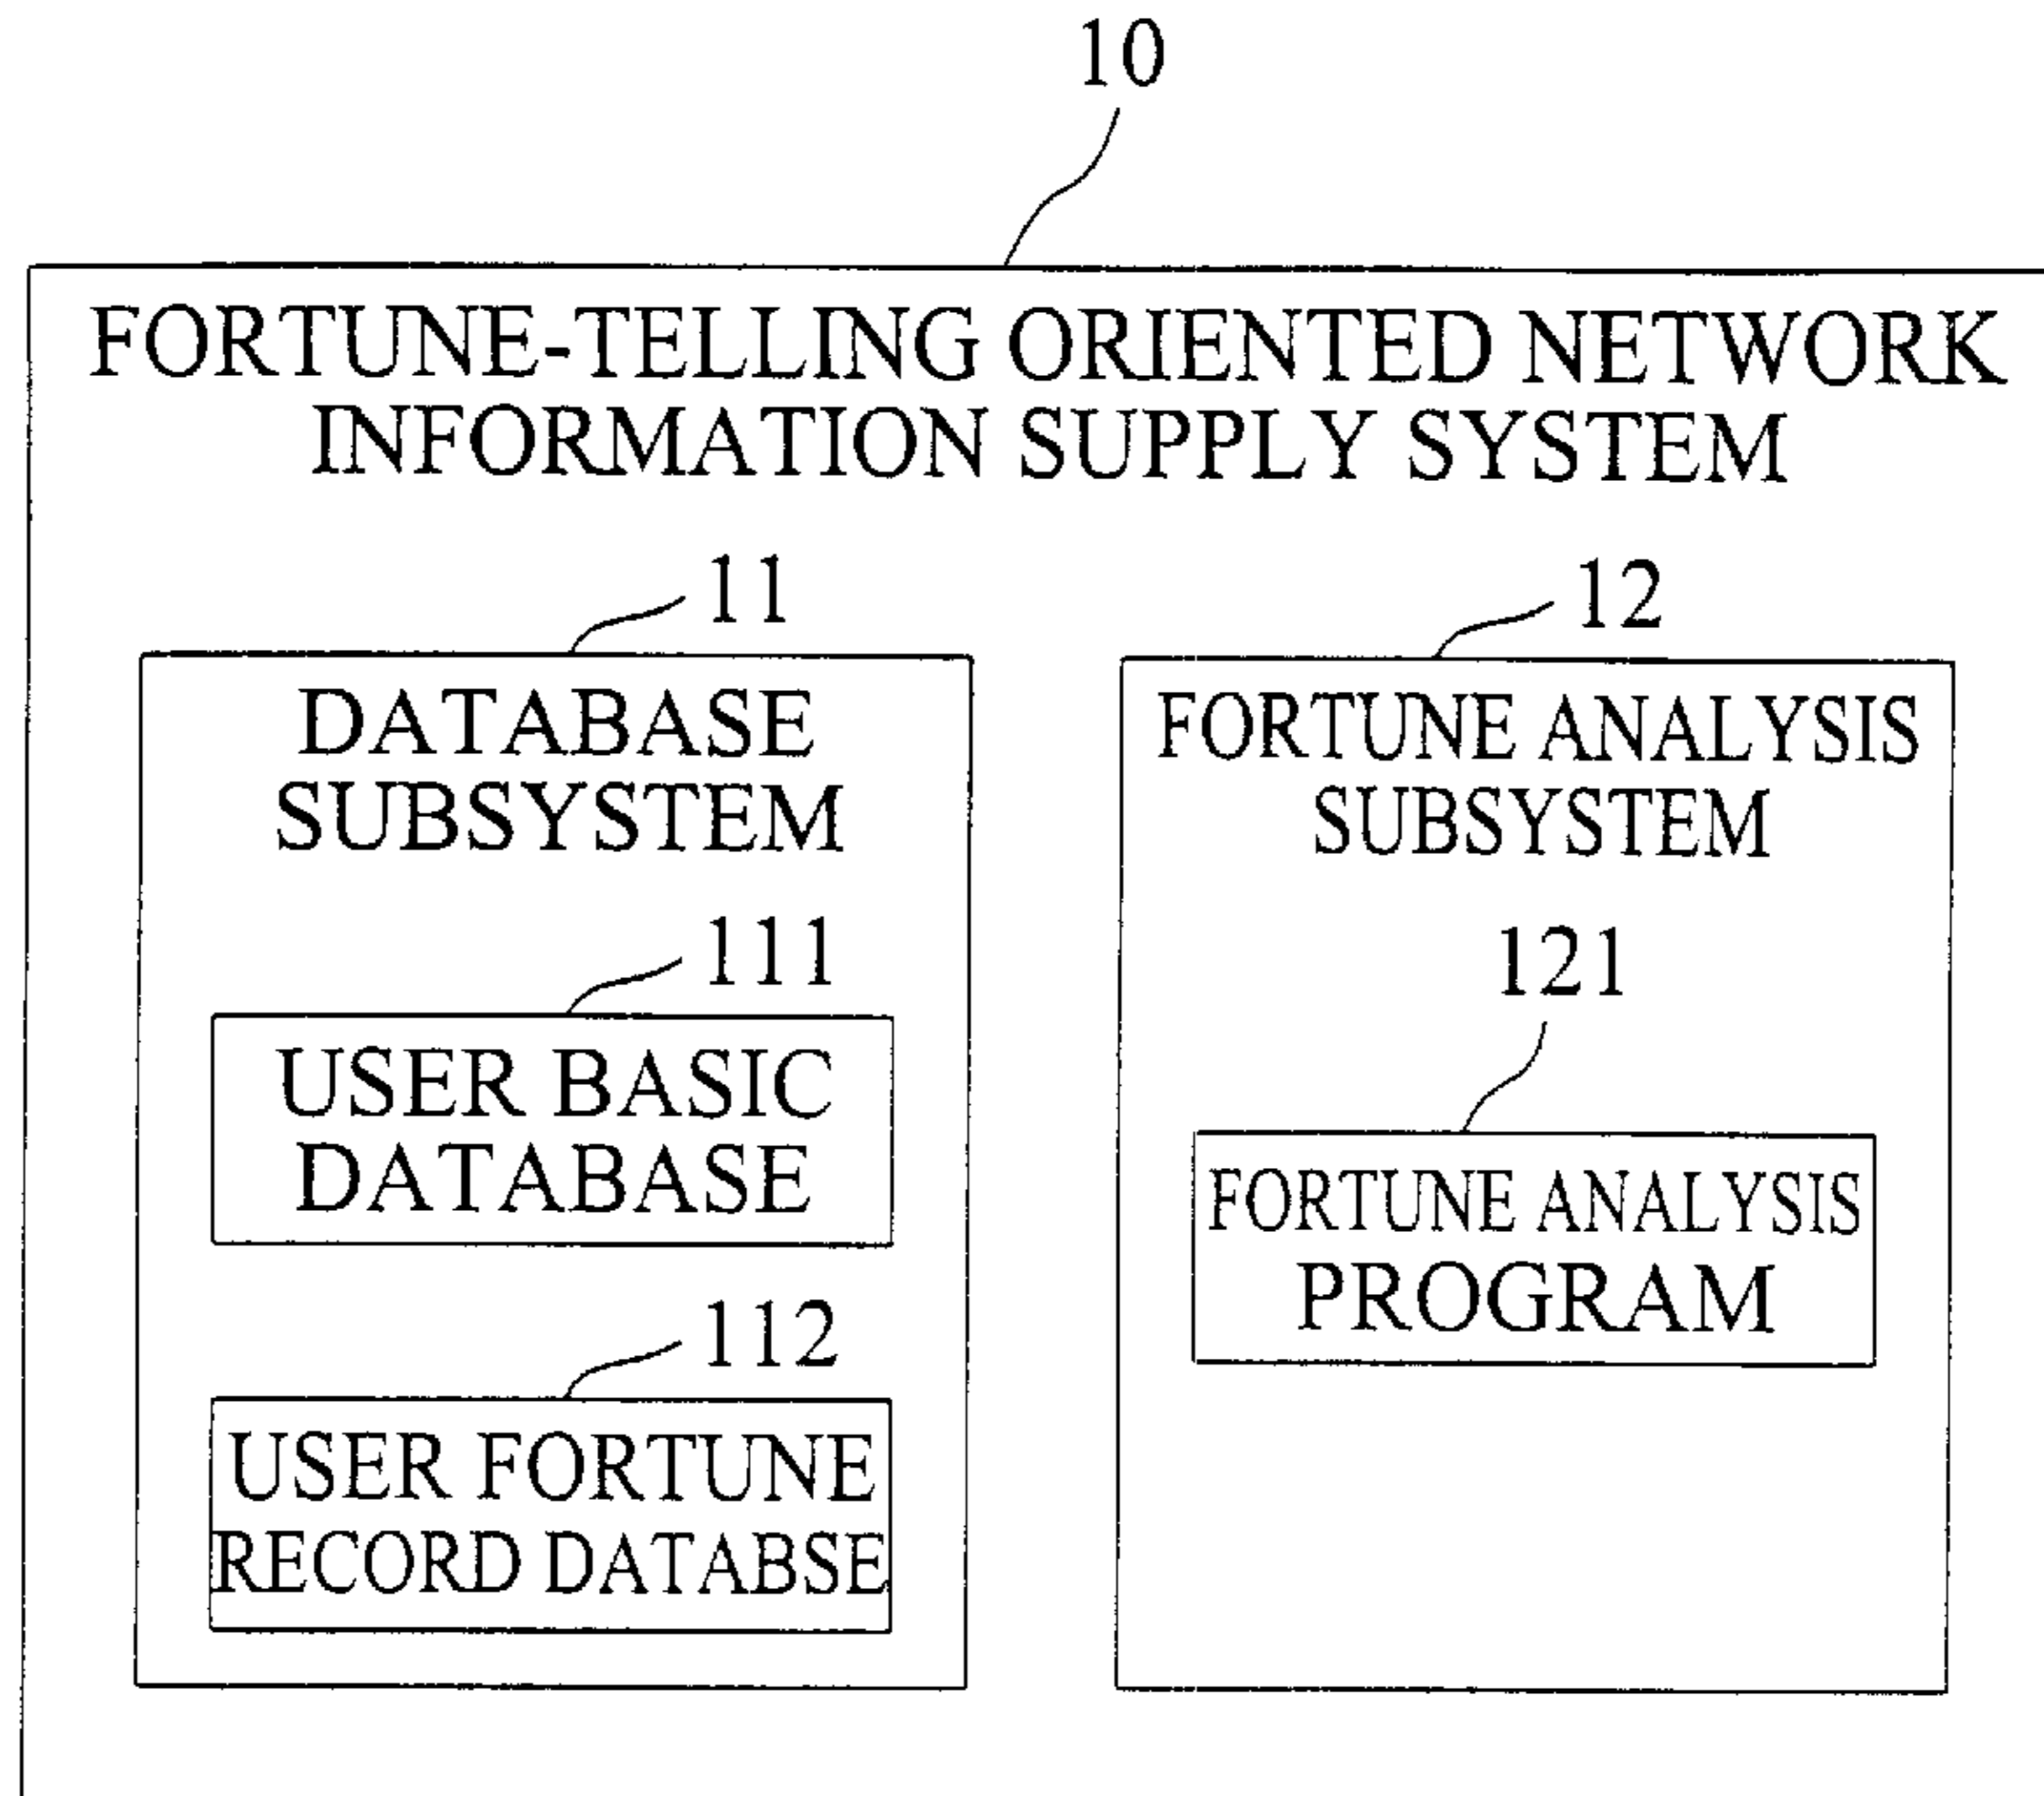 10
FORTUNE-TELLING ORIENTED NETWORK
INFORMATION SUPPLY SYSTEM
11
DATABASE
SUBSYSTEM
111
USER BASIC
DATABASE
112
USER FORTUNE
RECORD DATABSE
12
FORTUNE ANALYSIS
SUBSYSTEM
121
FORTUNE ANALYSIS
PROGRAM